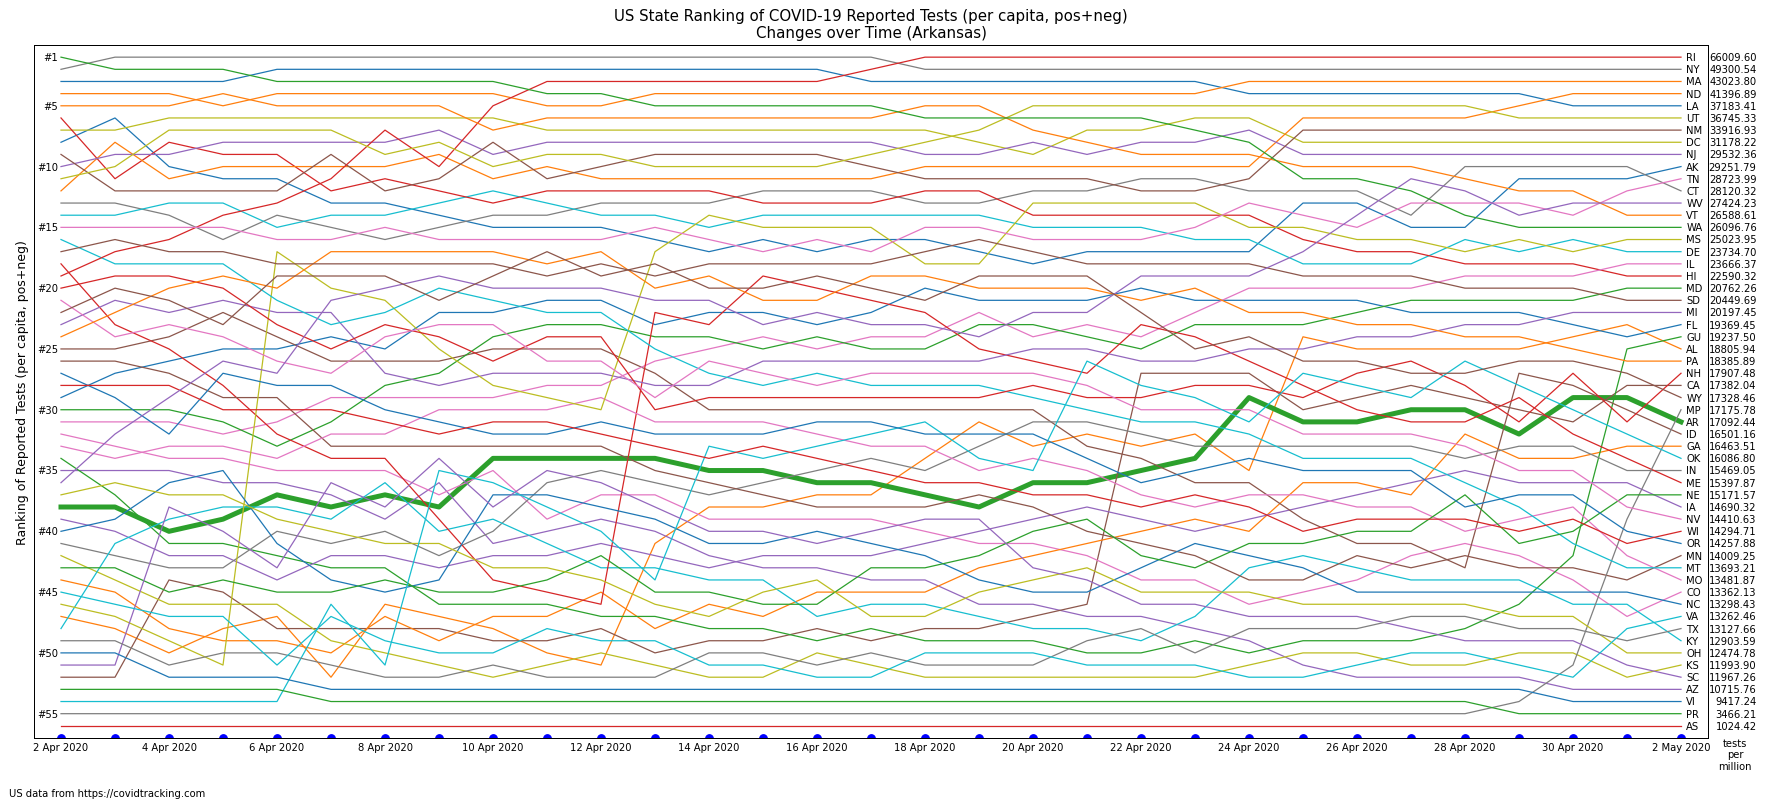 US State Ranking of COVID-19 Reported Tests (per capita, pos+neg)
Changes over Time (Arkansas)
Ranking of Reported Tests (per capita, pos+neg)
#1
#5
#10
#15
#20
#25
#30
#35
#40
#45
#50
#55
RI 66009.60
NY 49300.54
MA 43023.80
ND 41396.89
LA 37183.41
UT 36745.33
NM 33916.93
DC 31178.22
NJ 29532.36
AK 29251.79
TN 28723.99
CT 28120.32
WV 27424.23
VT 26588.61
WA 26096.76
MS 25023.95
DE 23734.70
IL 23666.37
HI 22590.32
MD 20762.26
SD 20449.69
MI 20197.45
FL 19369.45
GU 19237.50
AL 18805.94
PA 18385.89
NH 17907.48
CA 17382.04
WY 17328.46
MP 17175.78
AR 17092.44
ID 16501.16
GA 16463.51
OK 16086.80
IN 15469.05
ME 15397.87
NE 15171.57
IA 14690.32
NV 14410.63
WI 14294.71
OR 14257.88
MN 14009.25
MT 13693.21
MO 13481.87
CO 13362.13
NC 13298.43
VA 13262.46
TX 13127.66
KY 12903.59
OH 12474.78
KS 11993.90
SC 11967.26
AZ 10715.76
VI 9417.24
PR 3466.21
AS 1024.42
2 Apr 2020 4 Apr 2020 6 Apr 2020 8 Apr 2020 10 Apr 2020 12 Apr 2020 14 Apr 2020 16 Apr 2020 18 Apr 2020 20 Apr 2020 22 Apr 2020 24 Apr 2020 26 Apr 2020 28 Apr 2020 30 Apr 2020 2 May 2020
tests
per
million
US data from https://covidtracking.com